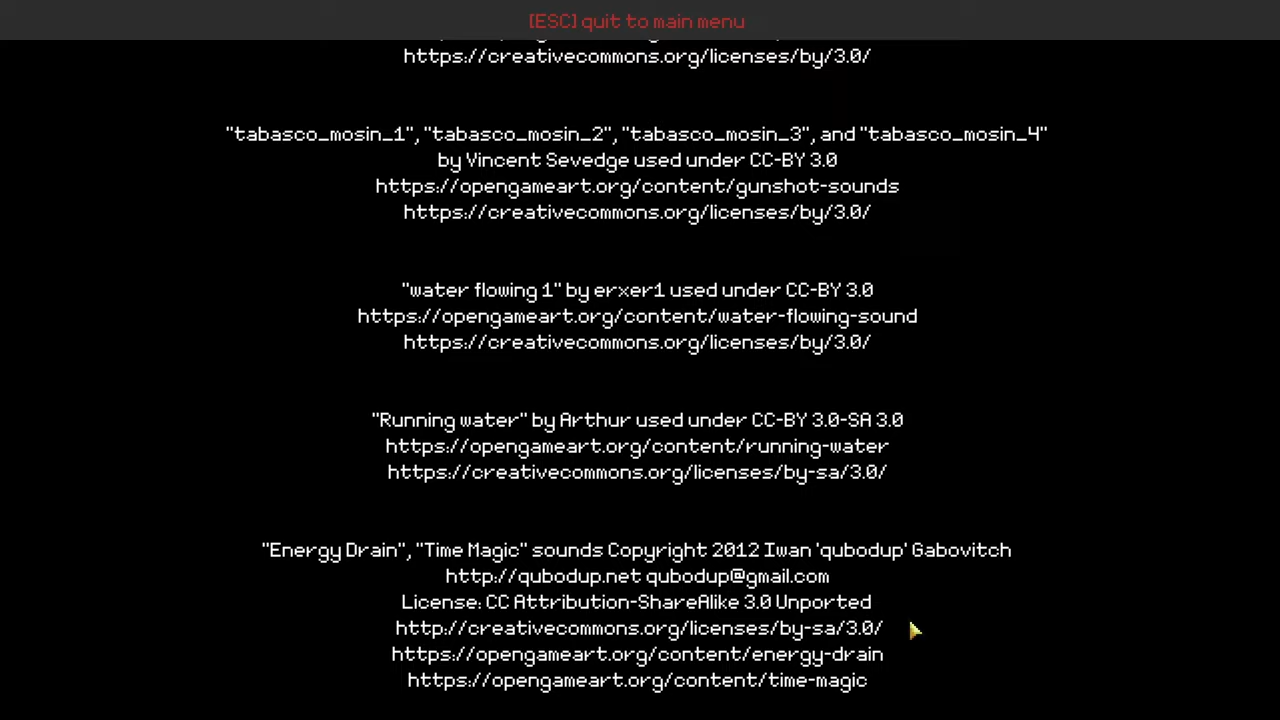 [ESC] quit to main menu
https://creativecommons.org/licenses/by/3.0/
"tabasco_mosin_1", "tabasco_mosin_2", "tabasco_mosin_3", and "tabasco_mosin_4"
by Vincent Sevedge used under CC-BY 3.0
https://opengameart.org/content/gunshot-sounds
https://creativecommons.org/licenses/by/3.0/
"water flowing 1" by erxer1 used under CC-BY 3.0
https://opengameart.org/content/water-flowing-sound
https://creativecommons.org/licenses/by/3.0/
"Running water" by Arthur used under CC-BY 3.0-SA 3.0
https://opengameart.org/content/running-water
https://creativecommons.org/licenses/by-sa/3.0/
"Energy Drain", "Time Magic" sounds Copyright 2012 Iwan 'qubodup' Gabovitch
http://qubodup.net qubodup@gmail.com
License: CC Attribution-ShareAlike 3.0 Unported
http://creativecommons.org/licenses/by-sa/3.0/
https://opengameart.org/content/energy-drain
https://opengameart.org/content/time-magic